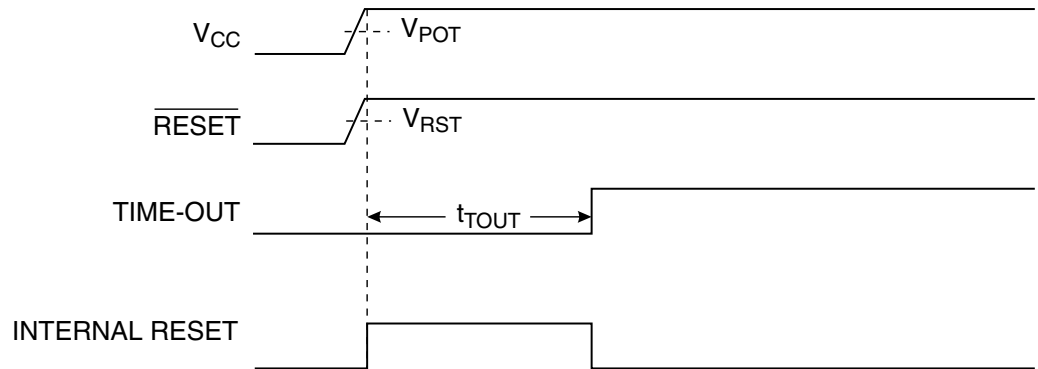 VCC
VPOT
RESET
VRST
TIME-OUT
tTOUT
INTERNAL RESET